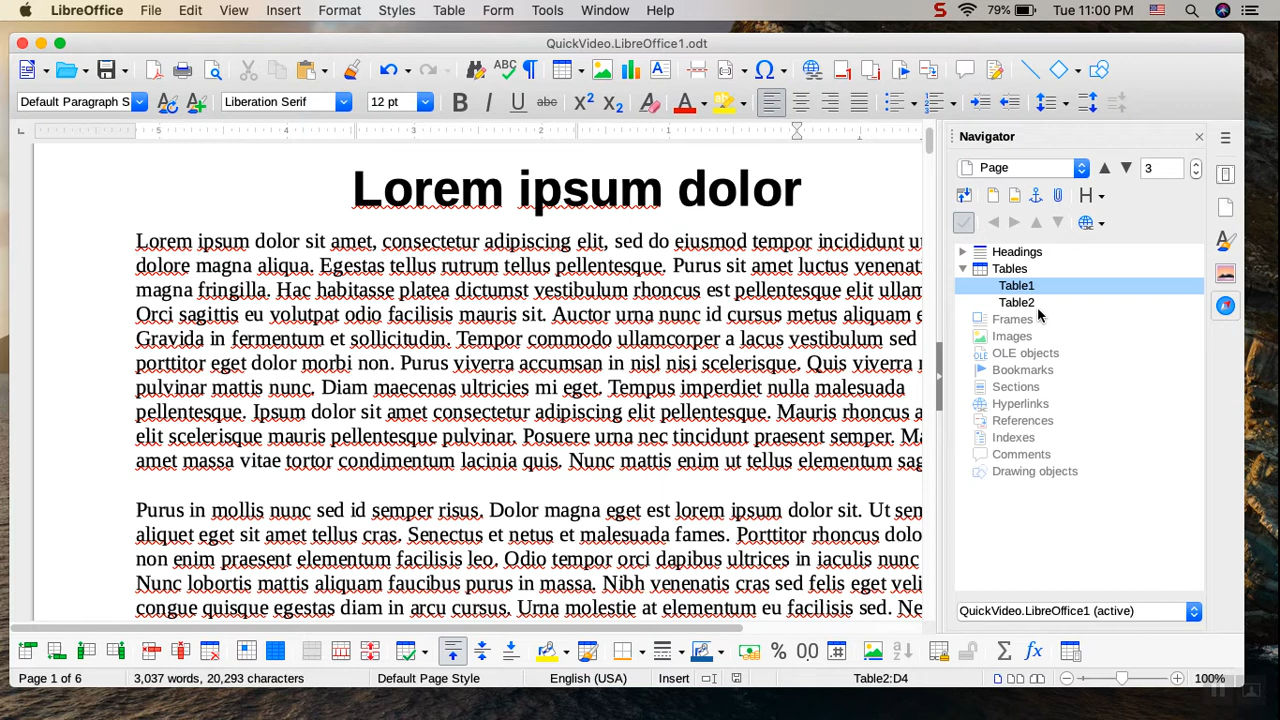 LibreOffice File Edit View Insert Format Styles Table Form Tools Window Help S 79% Tue 11:00 PM
QuickVideo.LibreOffice1.odt
ABC A
Default Paragraph S Liberation Serif 12 pt B I U abc X² X₂ A A
5 4 3 2 1 1
Lorem ipsum dolor
Lorem ipsum dolor sit amet, consectetur adipiscing elit, sed do eiusmod tempor incididunt u
dolore magna aliqua. Egestas tellus rutrum tellus pellentesque. Purus sit amet luctus venenat
magna fringilla. Hac habitasse platea dictumst vestibulum rhoncus est pellentesque elit ullam
Orci sagittis eu volutpat odio facilisis mauris sit. Auctor urna nunc id cursus metus aliquam e
Gravida in fermentum et sollicitudin. Tempor commodo ullamcorper a lacus vestibulum sed
porttitor eget dolor morbi non. Purus viverra accumsan in nisl nisi scelerisque. Quis viverra n
pulvinar mattis nunc. Diam maecenas ultricies mi eget. Tempus imperdiet nulla malesuada
pellentesque. Ipsum dolor sit amet consectetur adipiscing elit pellentesque. Mauris rhoncus a
elit scelerisque mauris pellentesque pulvinar. Posuere urna nec tincidunt praesent semper. Ma
amet massa vitae tortor condimentum lacinia quis. Nunc mattis enim ut tellus elementum sag
Purus in mollis nunc sed id semper risus. Dolor magna eget est lorem ipsum dolor sit. Ut sen
aliquet eget sit amet tellus cras. Senectus et netus et malesuada fames. Porttitor rhoncus dolo
non enim praesent elementum facilisis leo. Odio tempor orci dapibus ultrices in iaculis nunc
Nunc lobortis mattis aliquam faucibus purus in massa. Nibh venenatis cras sed felis eget veli
congue quisque egestas diam in arcu cursus. Urna molestie at elementum eu facilisis sed. Ne
Navigator
Page 3
Headings
Tables
Table1
Table2
Frames
Images
OLE objects
Bookmarks
Sections
Hyperlinks
References
Indexes
Comments
Drawing objects
QuickVideo.LibreOffice1 (active)
% 0.0 # Σ fx
Page 1 of 6 3,037 words, 20,293 characters Default Page Style English (USA) Insert Table2:D4 100%